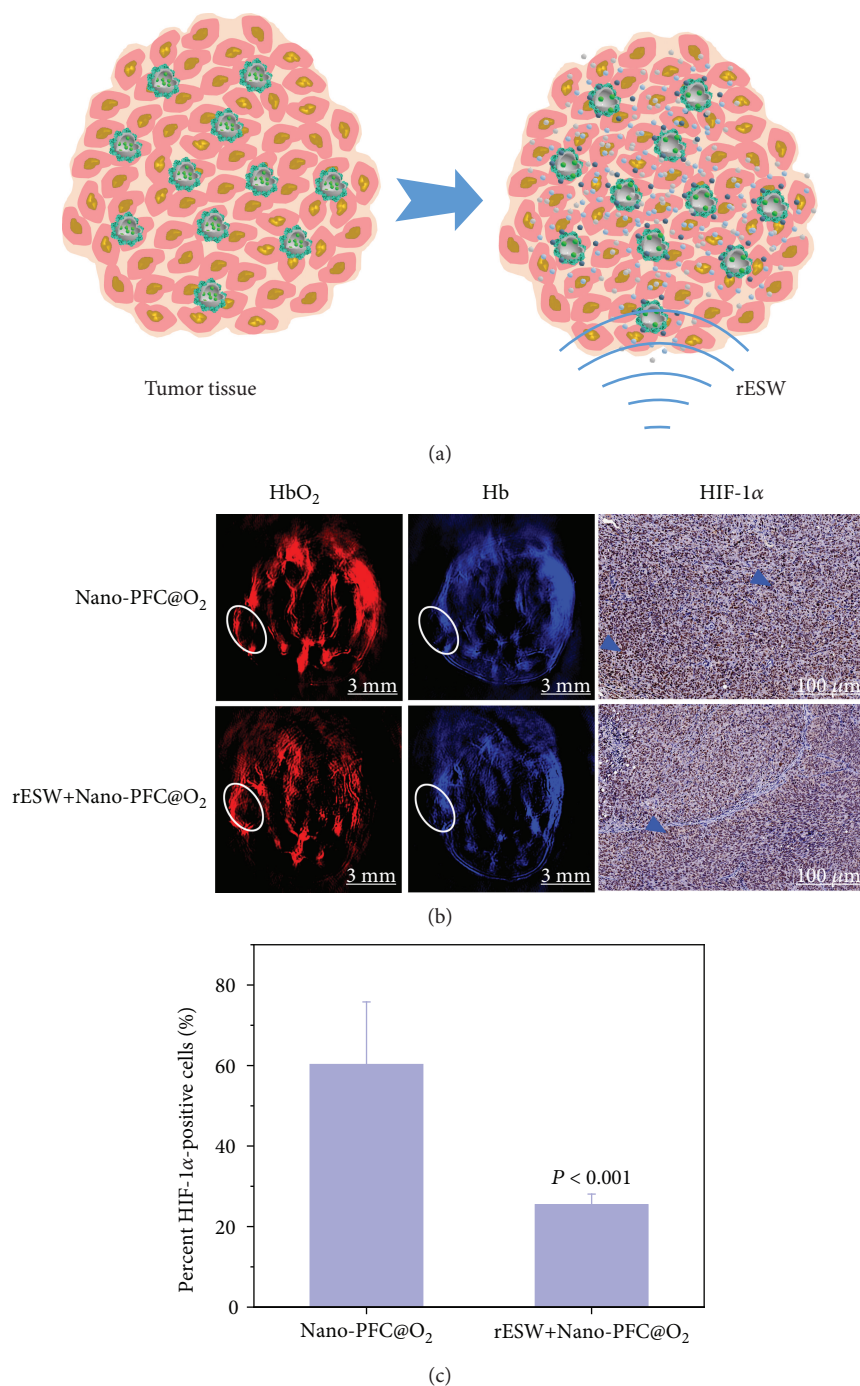 Tumor tissue
rESW
(a)
HbO₂
Hb
HIF-1α
Nano-PFC@O₂
3 mm
3 mm
100 μm
rESW+Nano-PFC@O₂
3 mm
3 mm
100 μm
(b)
Percent HIF-1α-positive cells (%)
80
60
40
20
0
P < 0.001
Nano-PFC@O₂
rESW+Nano-PFC@O₂
(c)